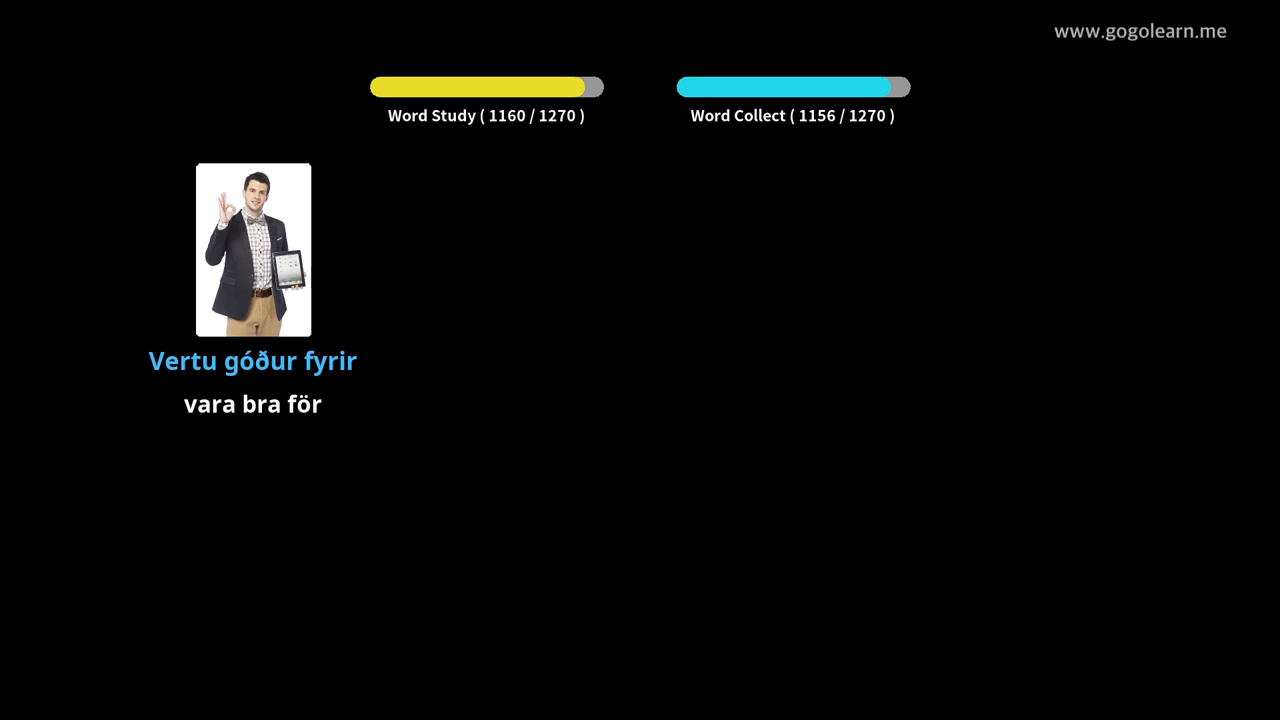 www.gogolearn.me
Word Study ( 1160 / 1270 )
Word Collect ( 1156 / 1270 )
Vertu góður fyrir
vara bra för